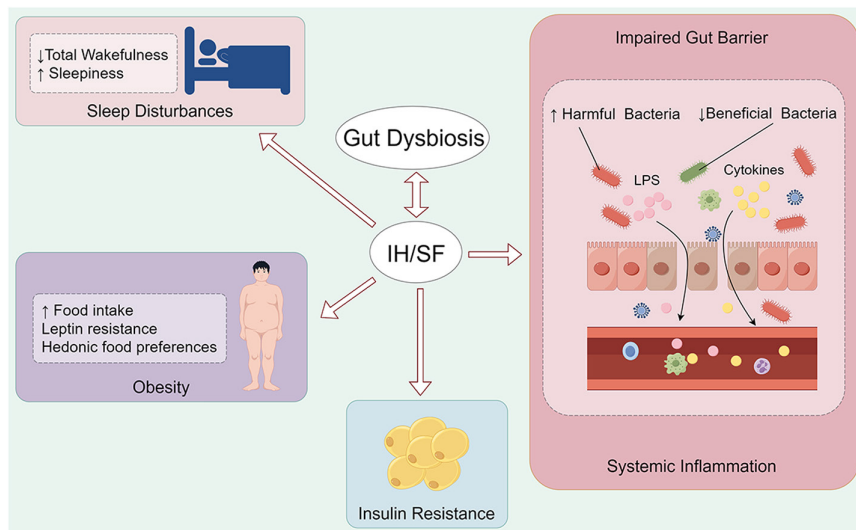 ↓Total Wakefulness
↑ Sleepiness
Sleep Disturbances
Gut Dysbiosis
IH/SF
↑ Food intake
Leptin resistance
Hedonic food preferences
Obesity
Insulin Resistance
Impaired Gut Barrier
↑ Harmful Bacteria
↓Beneficial Bacteria
LPS
Cytokines
Systemic Inflammation